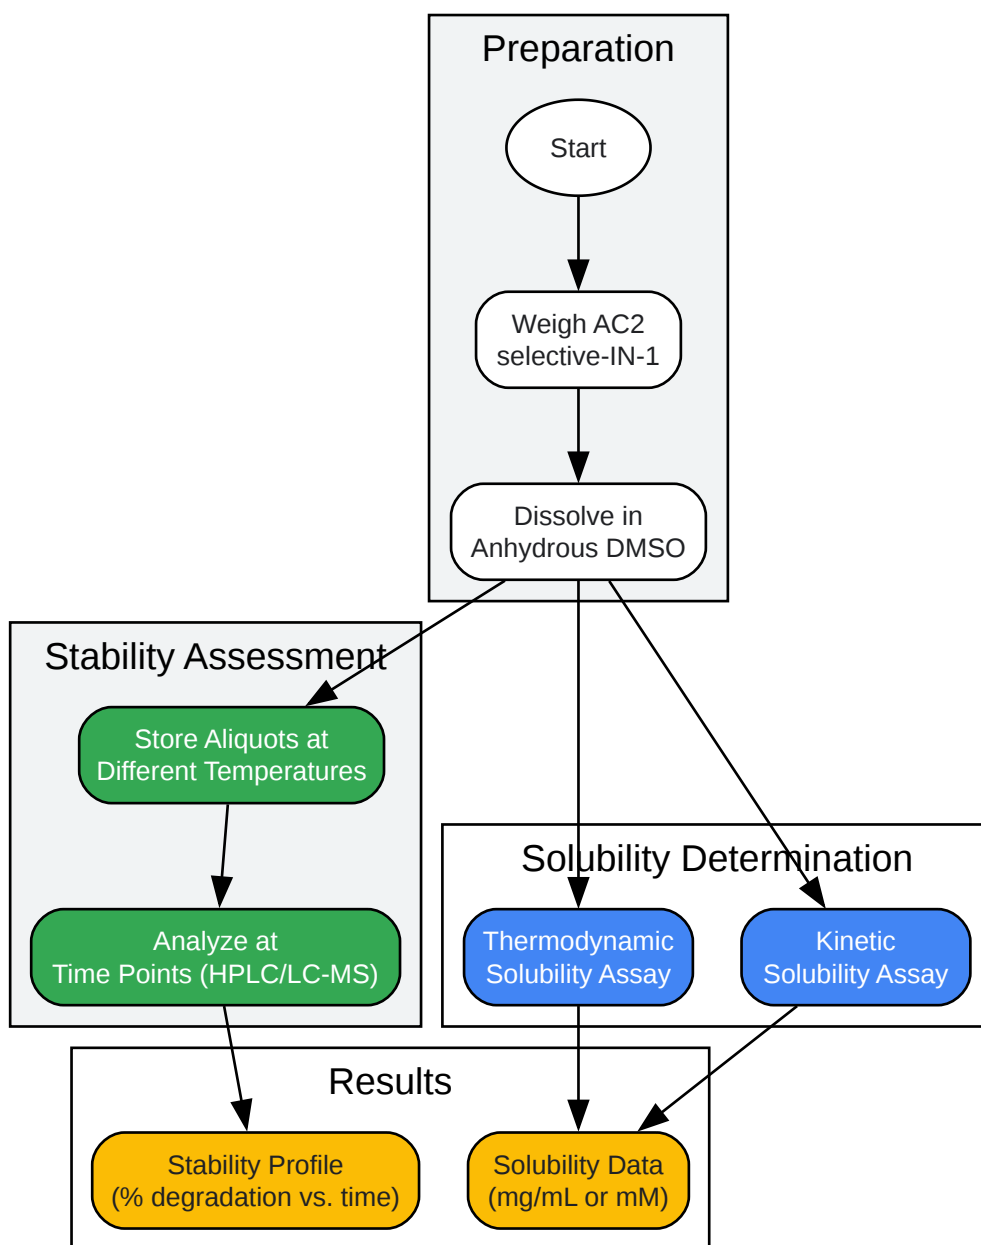 Preparation
Start
Weigh AC2
selective-IN-1
Dissolve in
Anhydrous DMSO
Stability Assessment
Store Aliquots at
Different Temperatures
Analyze at
Time Points (HPLC/LC-MS)
Solubility Determination
Thermodynamic
Solubility Assay
Kinetic
Solubility Assay
Results
Stability Profile
(% degradation vs. time)
Solubility Data
(mg/mL or mM)